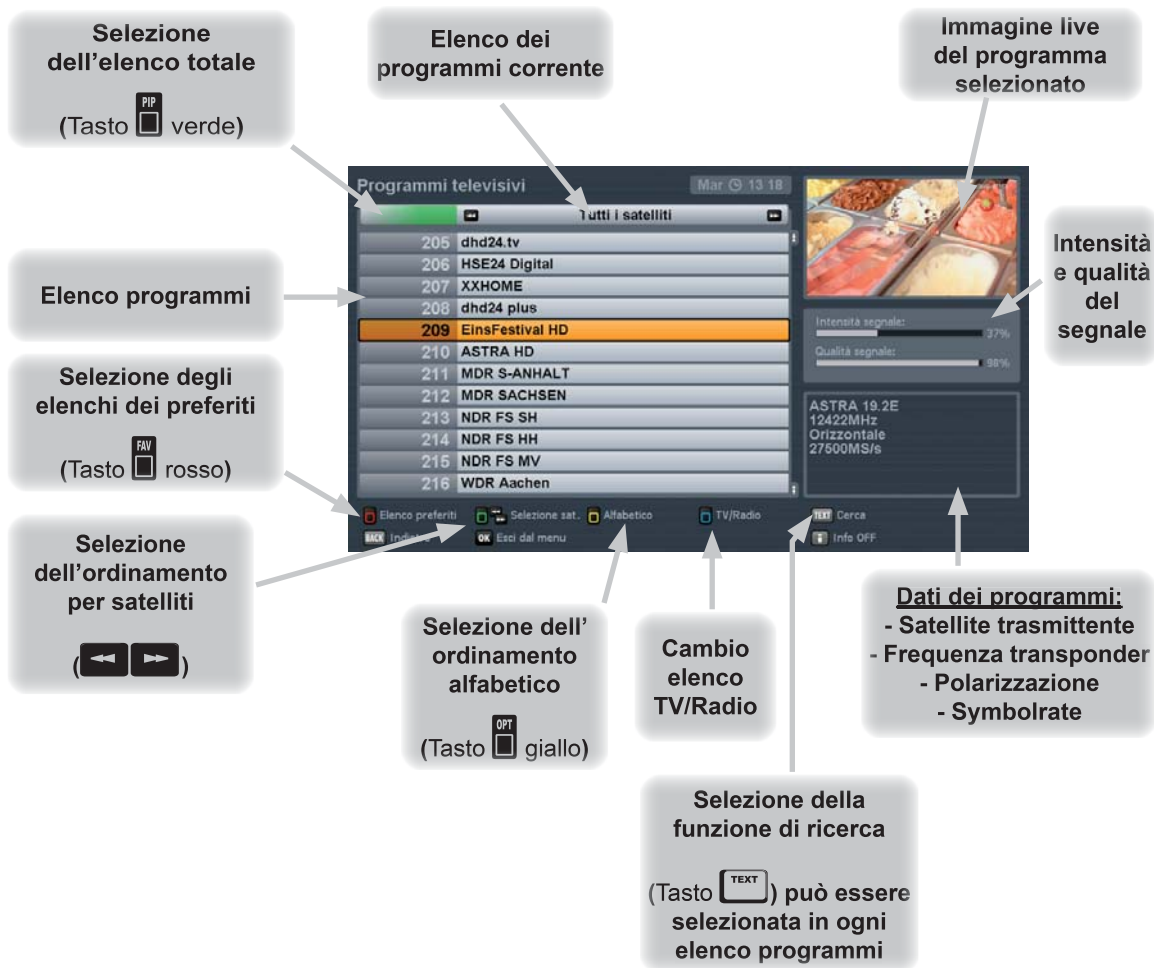 Selezione
dell'elenco totale
PIP
(Tasto verde)
Elenco dei
programmi corrente
Immagine live
del programma
selezionato
Programmi televisivi
Mar 13 18
Tutti i satelliti
205 dhd24.tv
206 HSE24 Digital
207 XXHOME
208 dhd24 plus
209 EinsFestival HD
210 ASTRA HD
211 MDR S-ANHALT
212 MDR SACHSEN
213 NDR FS SH
214 NDR FS HH
215 NDR FS MV
216 WDR Aachen
Intensità segnale:
37%
Qualità segnale:
98%
ASTRA 19.2E
12422MHz
Orizzontale
27500MS/s
Elenco preferiti
Selezione sat.
Alfabetico
TV/Radio
TEXT Cerca
BACK
OK Esci dal menu
Info OFF
Intensità
e qualità
del
segnale
Elenco programmi
Selezione degli
elenchi dei preferiti
FAV
(Tasto rosso)
Selezione
dell'ordinamento
per satelliti
( )
Selezione dell'
ordinamento
alfabetico
OPT
(Tasto giallo)
Cambio
elenco
TV/Radio
Dati dei programmi:
- Satellite trasmittente
- Frequenza transponder
- Polarizzazione
- Symbolrate
Selezione della
funzione di ricerca
(Tasto TEXT) può essere
selezionata in ogni
elenco programmi